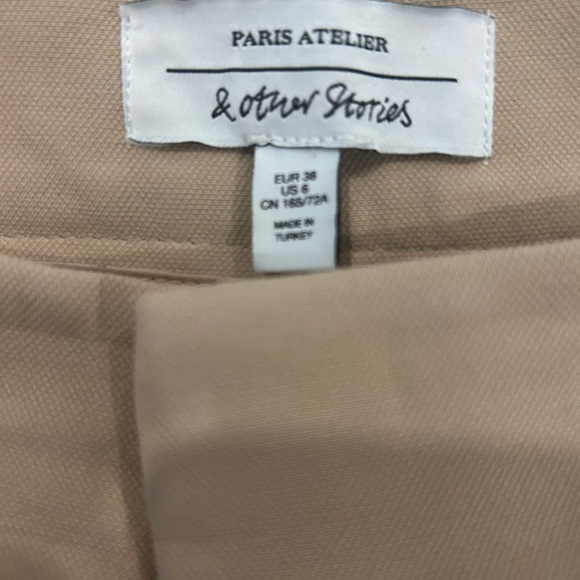 PARIS ATELIER
& other Stories
EUR 38
US 6
CN 165/72A
MADE IN
TURKEY